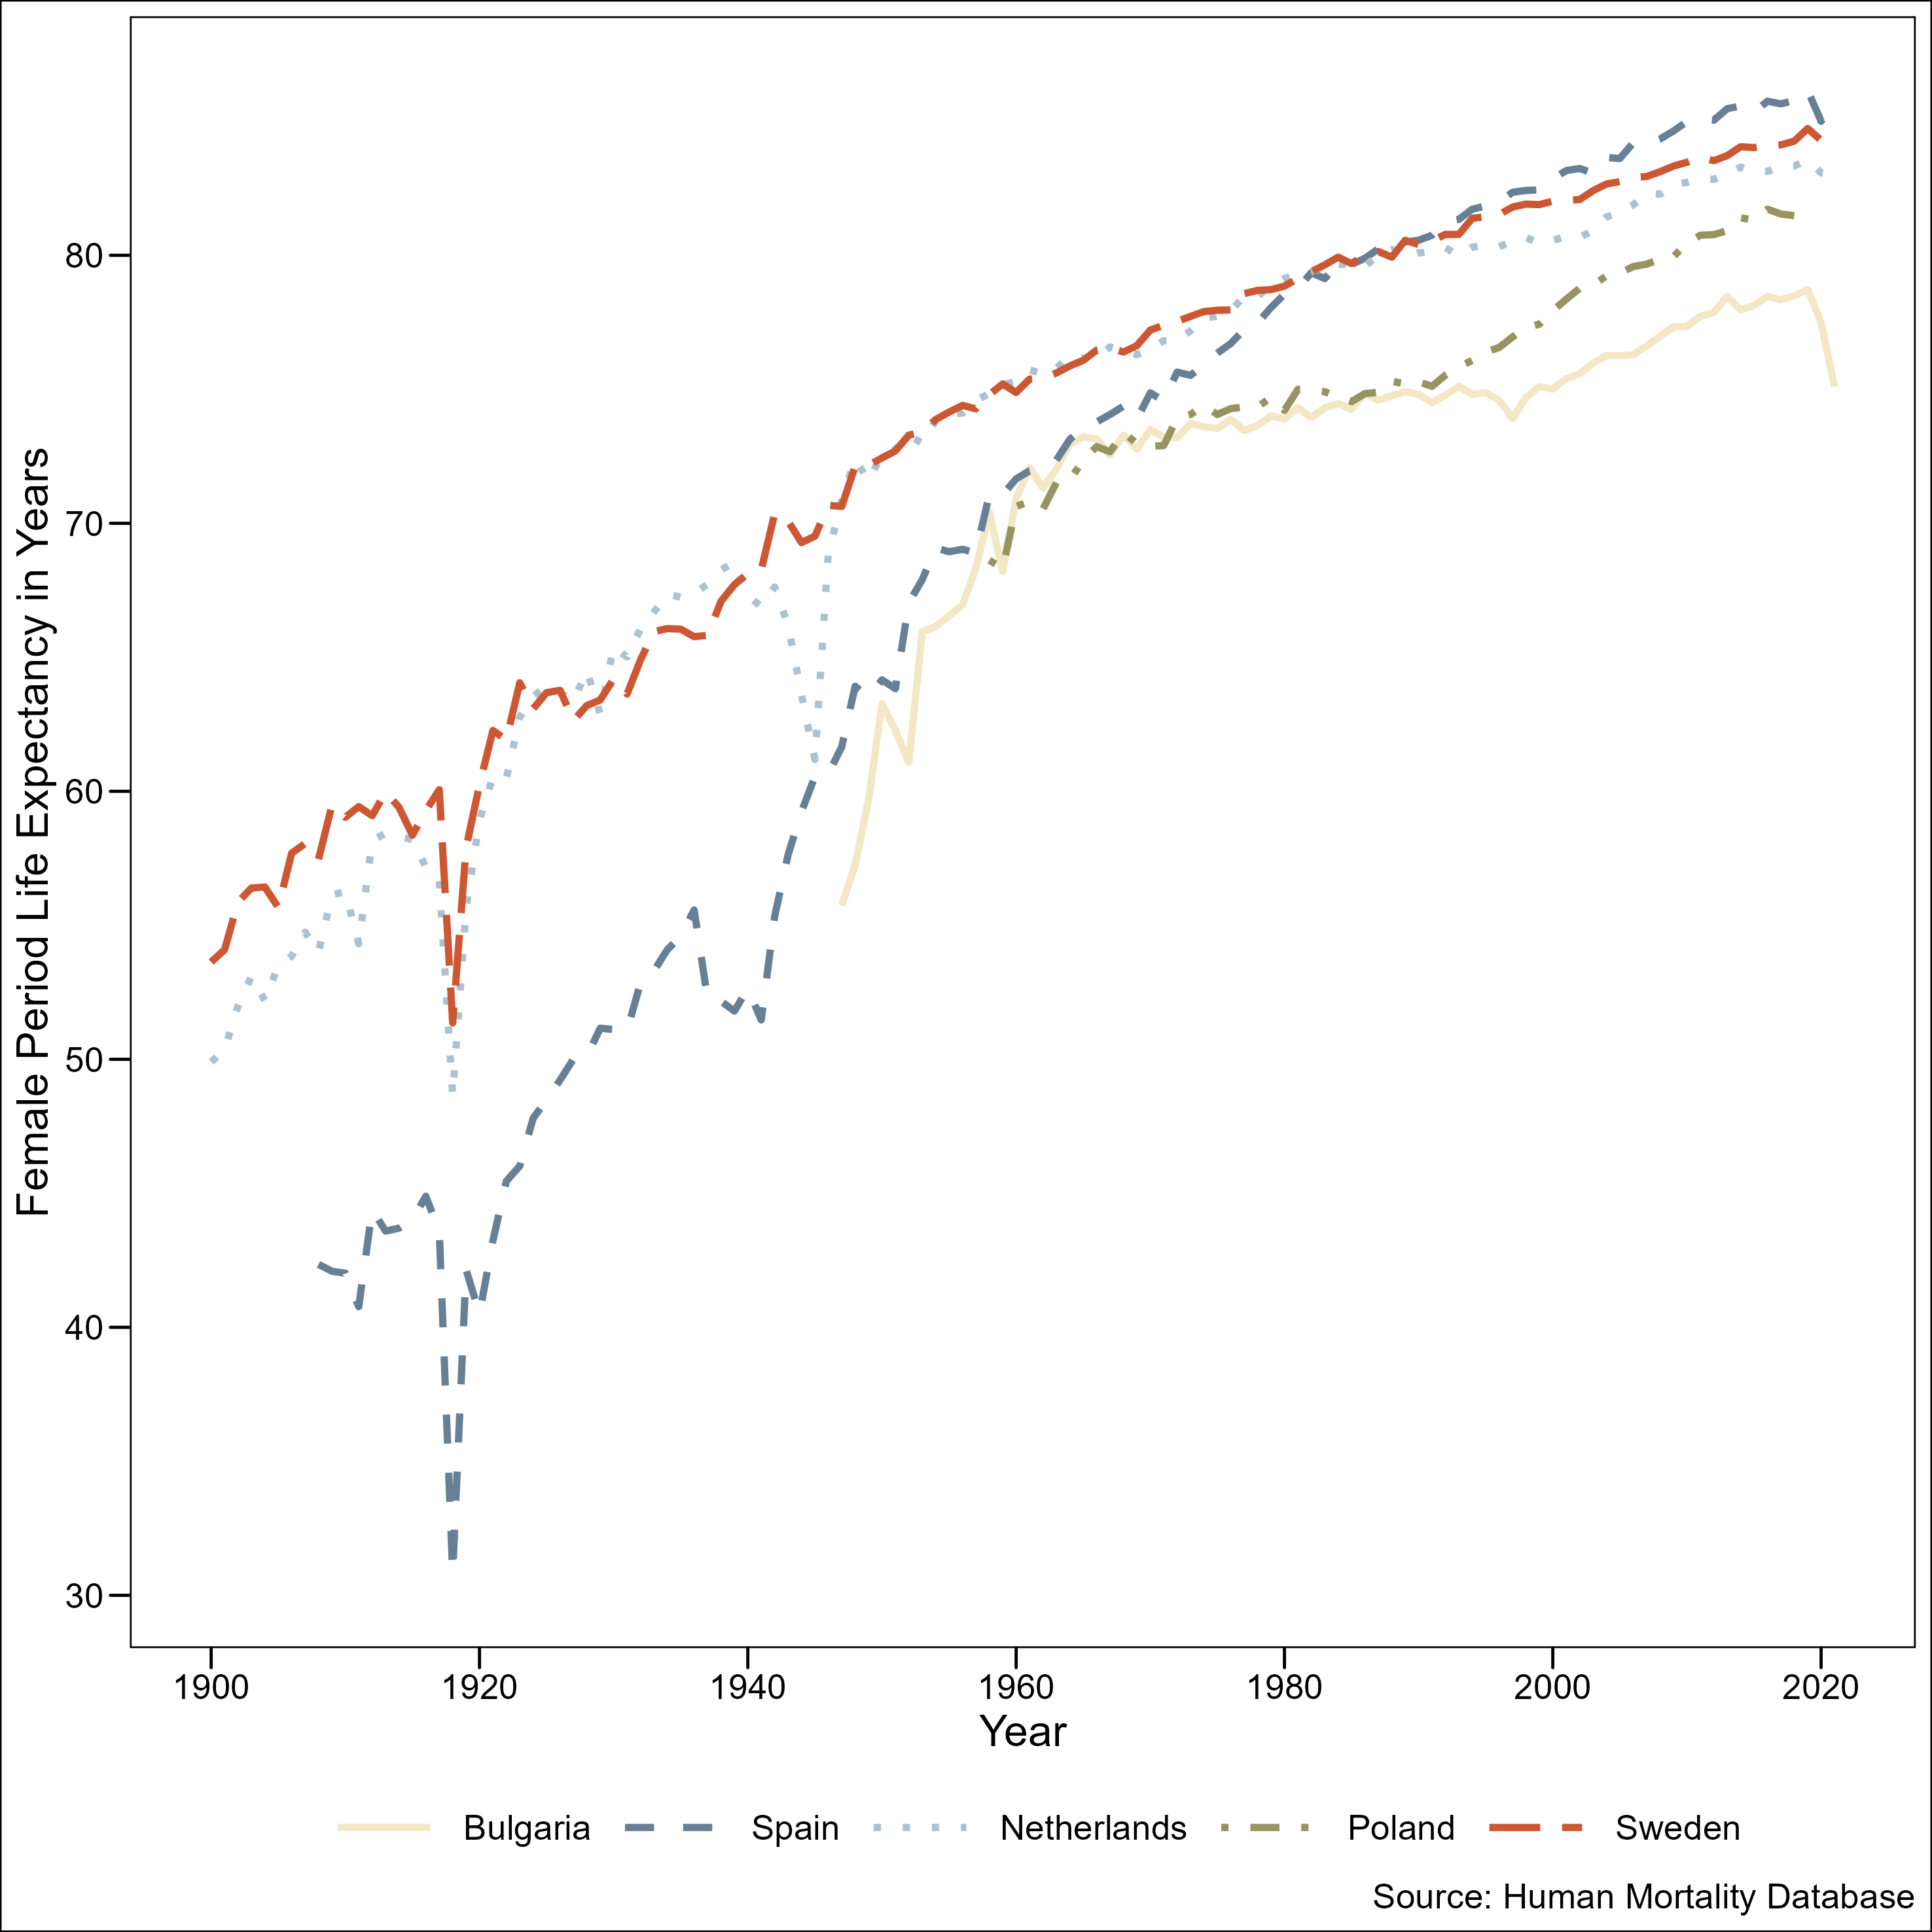 Female Period Life Expectancy in Years
80
70
60
50
40
30
1900 1920 1940 1960 1980 2000 2020
Year
Bulgaria Spain Netherlands Poland Sweden
Source: Human Mortality Database